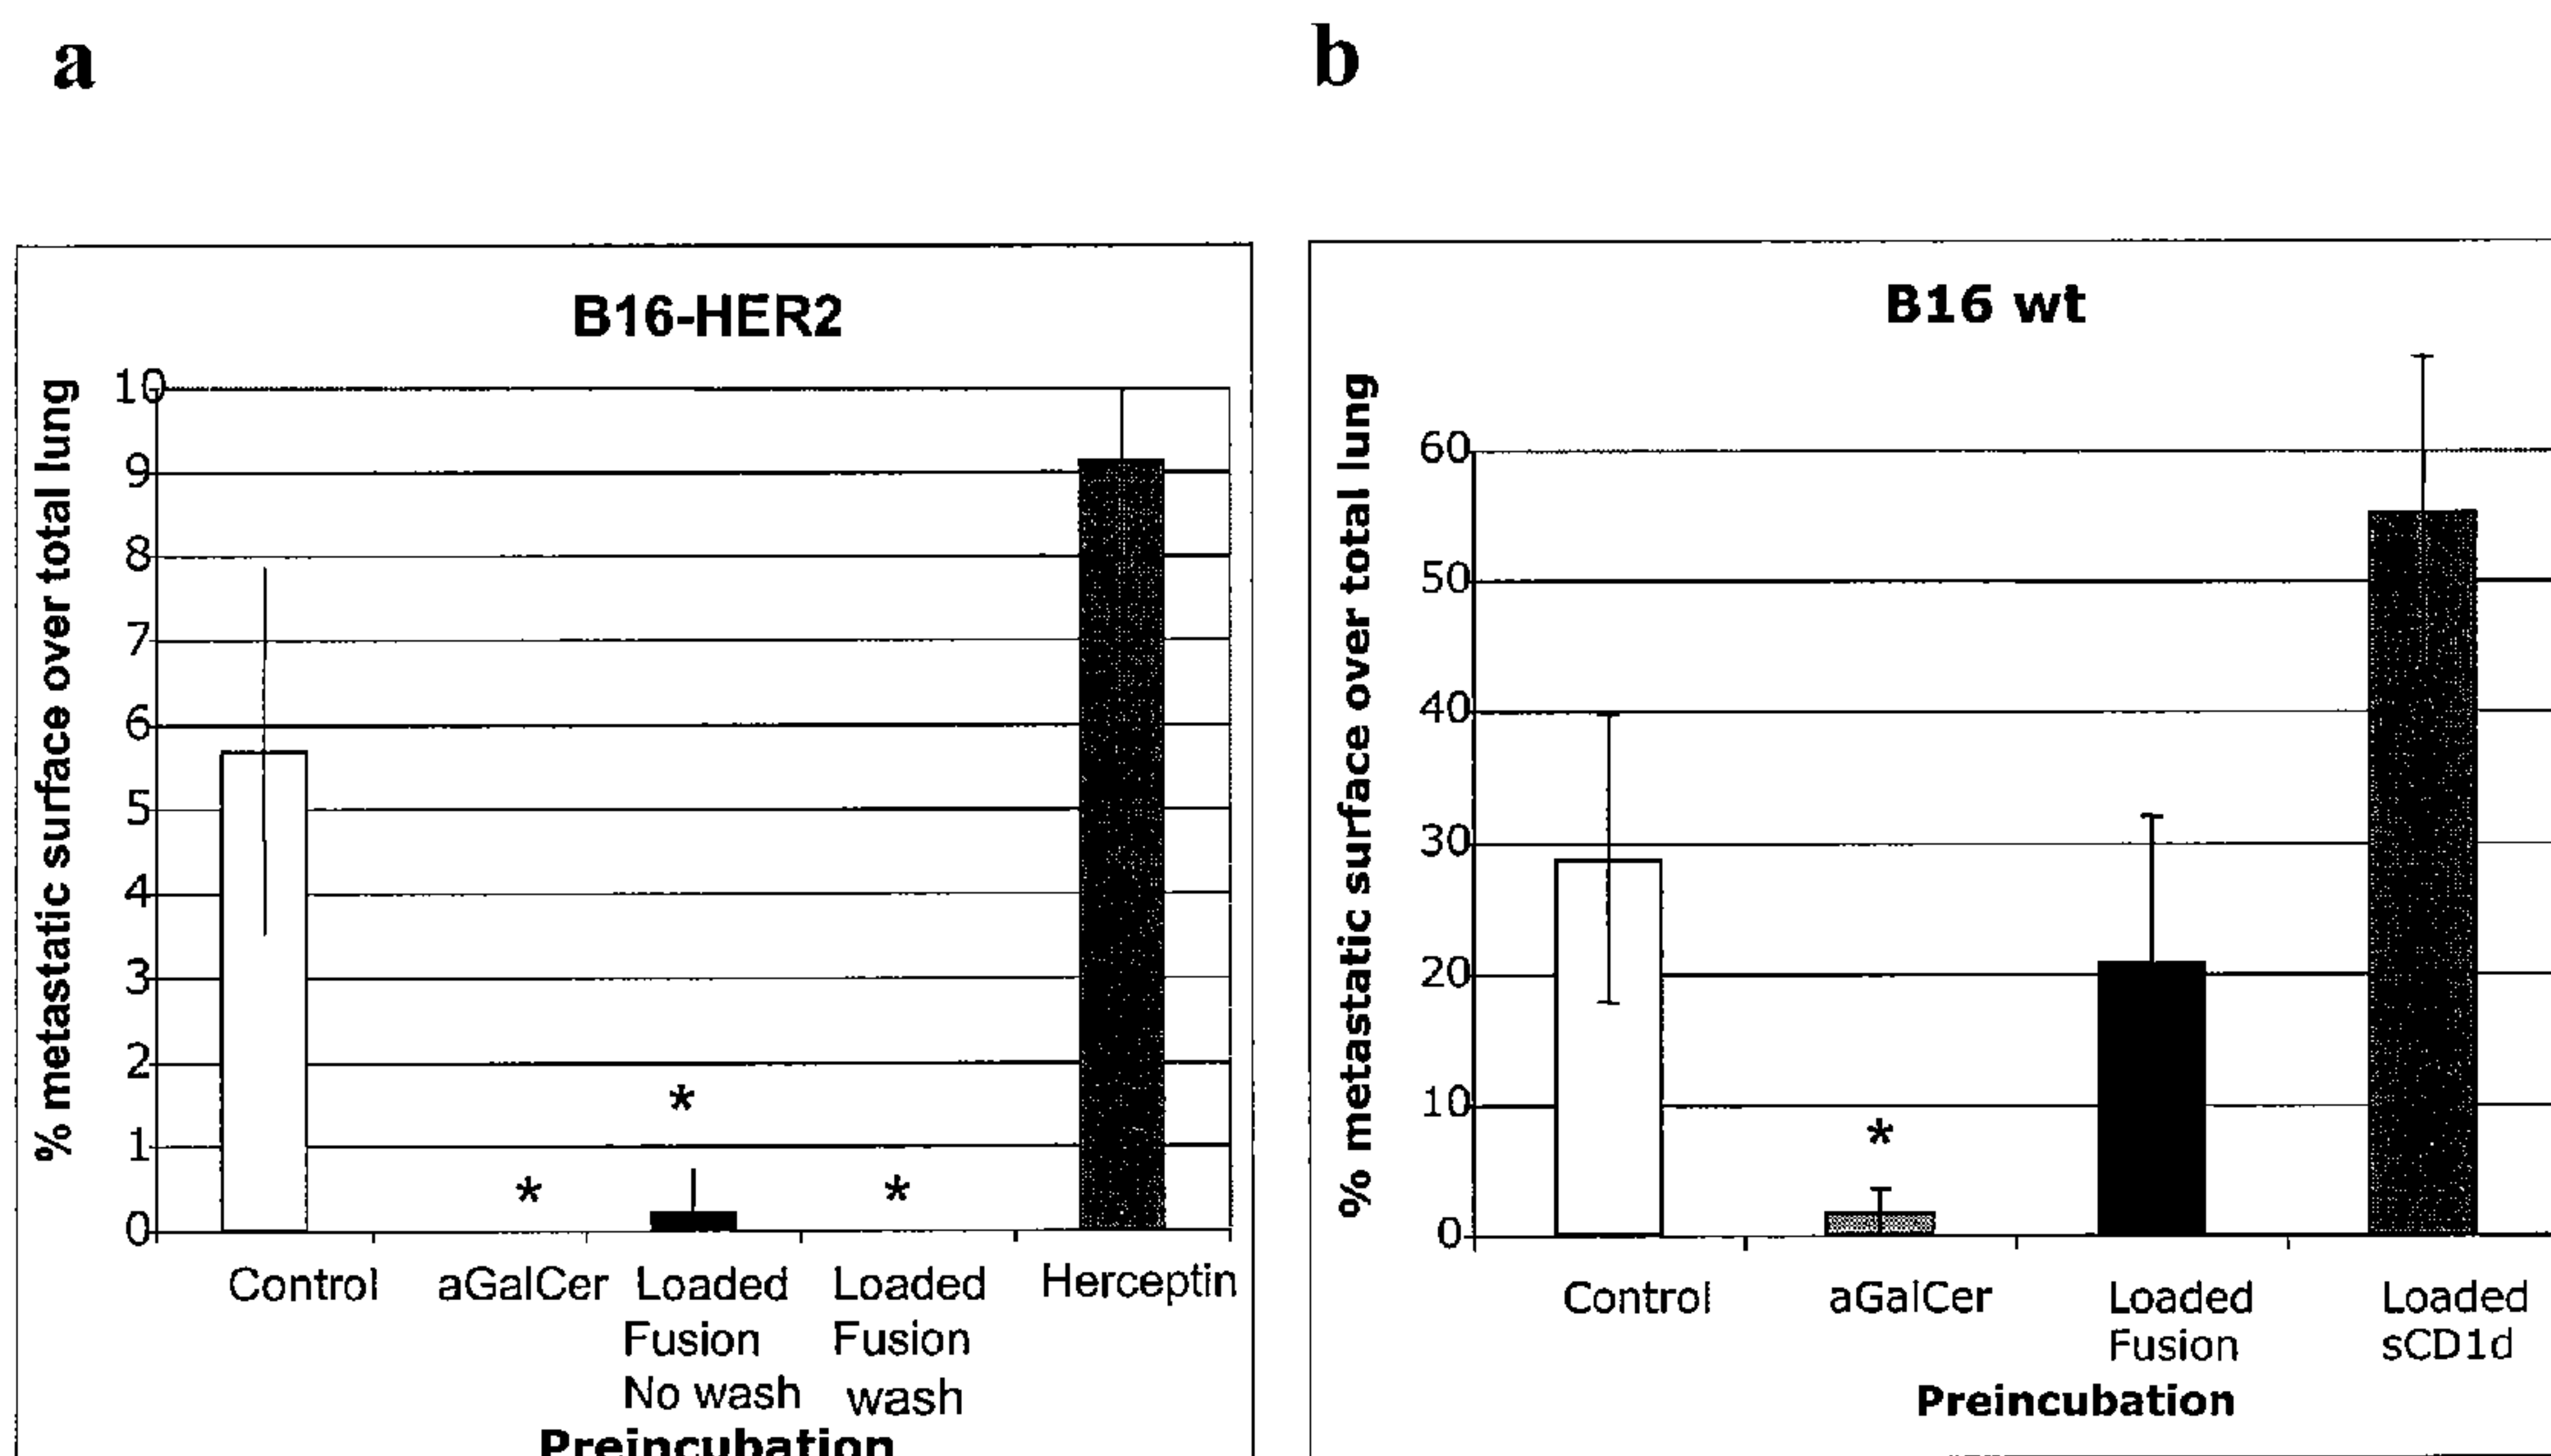 a
B16-HER2
% metastatic surface over total lung
10
9
8
7
6
5
4
3
2
1
0
*
*
*
Control
aGalCer
Loaded
Fusion
No wash
Loaded
Fusion
wash
Herceptin
Preincubation
b
B16 wt
% metastatic surface over total lung
60
50
40
30
20
10
0
*
Control
aGalCer
Loaded
Fusion
Loaded
sCD1d
Preincubation